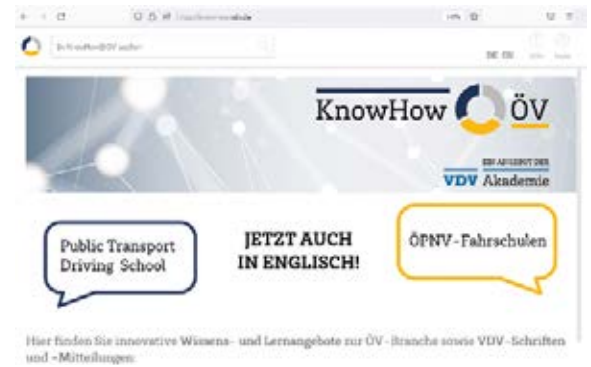 KnowHow ÖV
EIN ANGEBOT DER
VDV Akademie
Public Transport
Driving School
JETZT AUCH
IN ENGLISCH!
ÖPNV-Fahrschulen
Hier finden Sie innovative Wissens- und Lernangebote zur ÖV-Branche sowie VDV-Schriften
und -Mitteilungen: